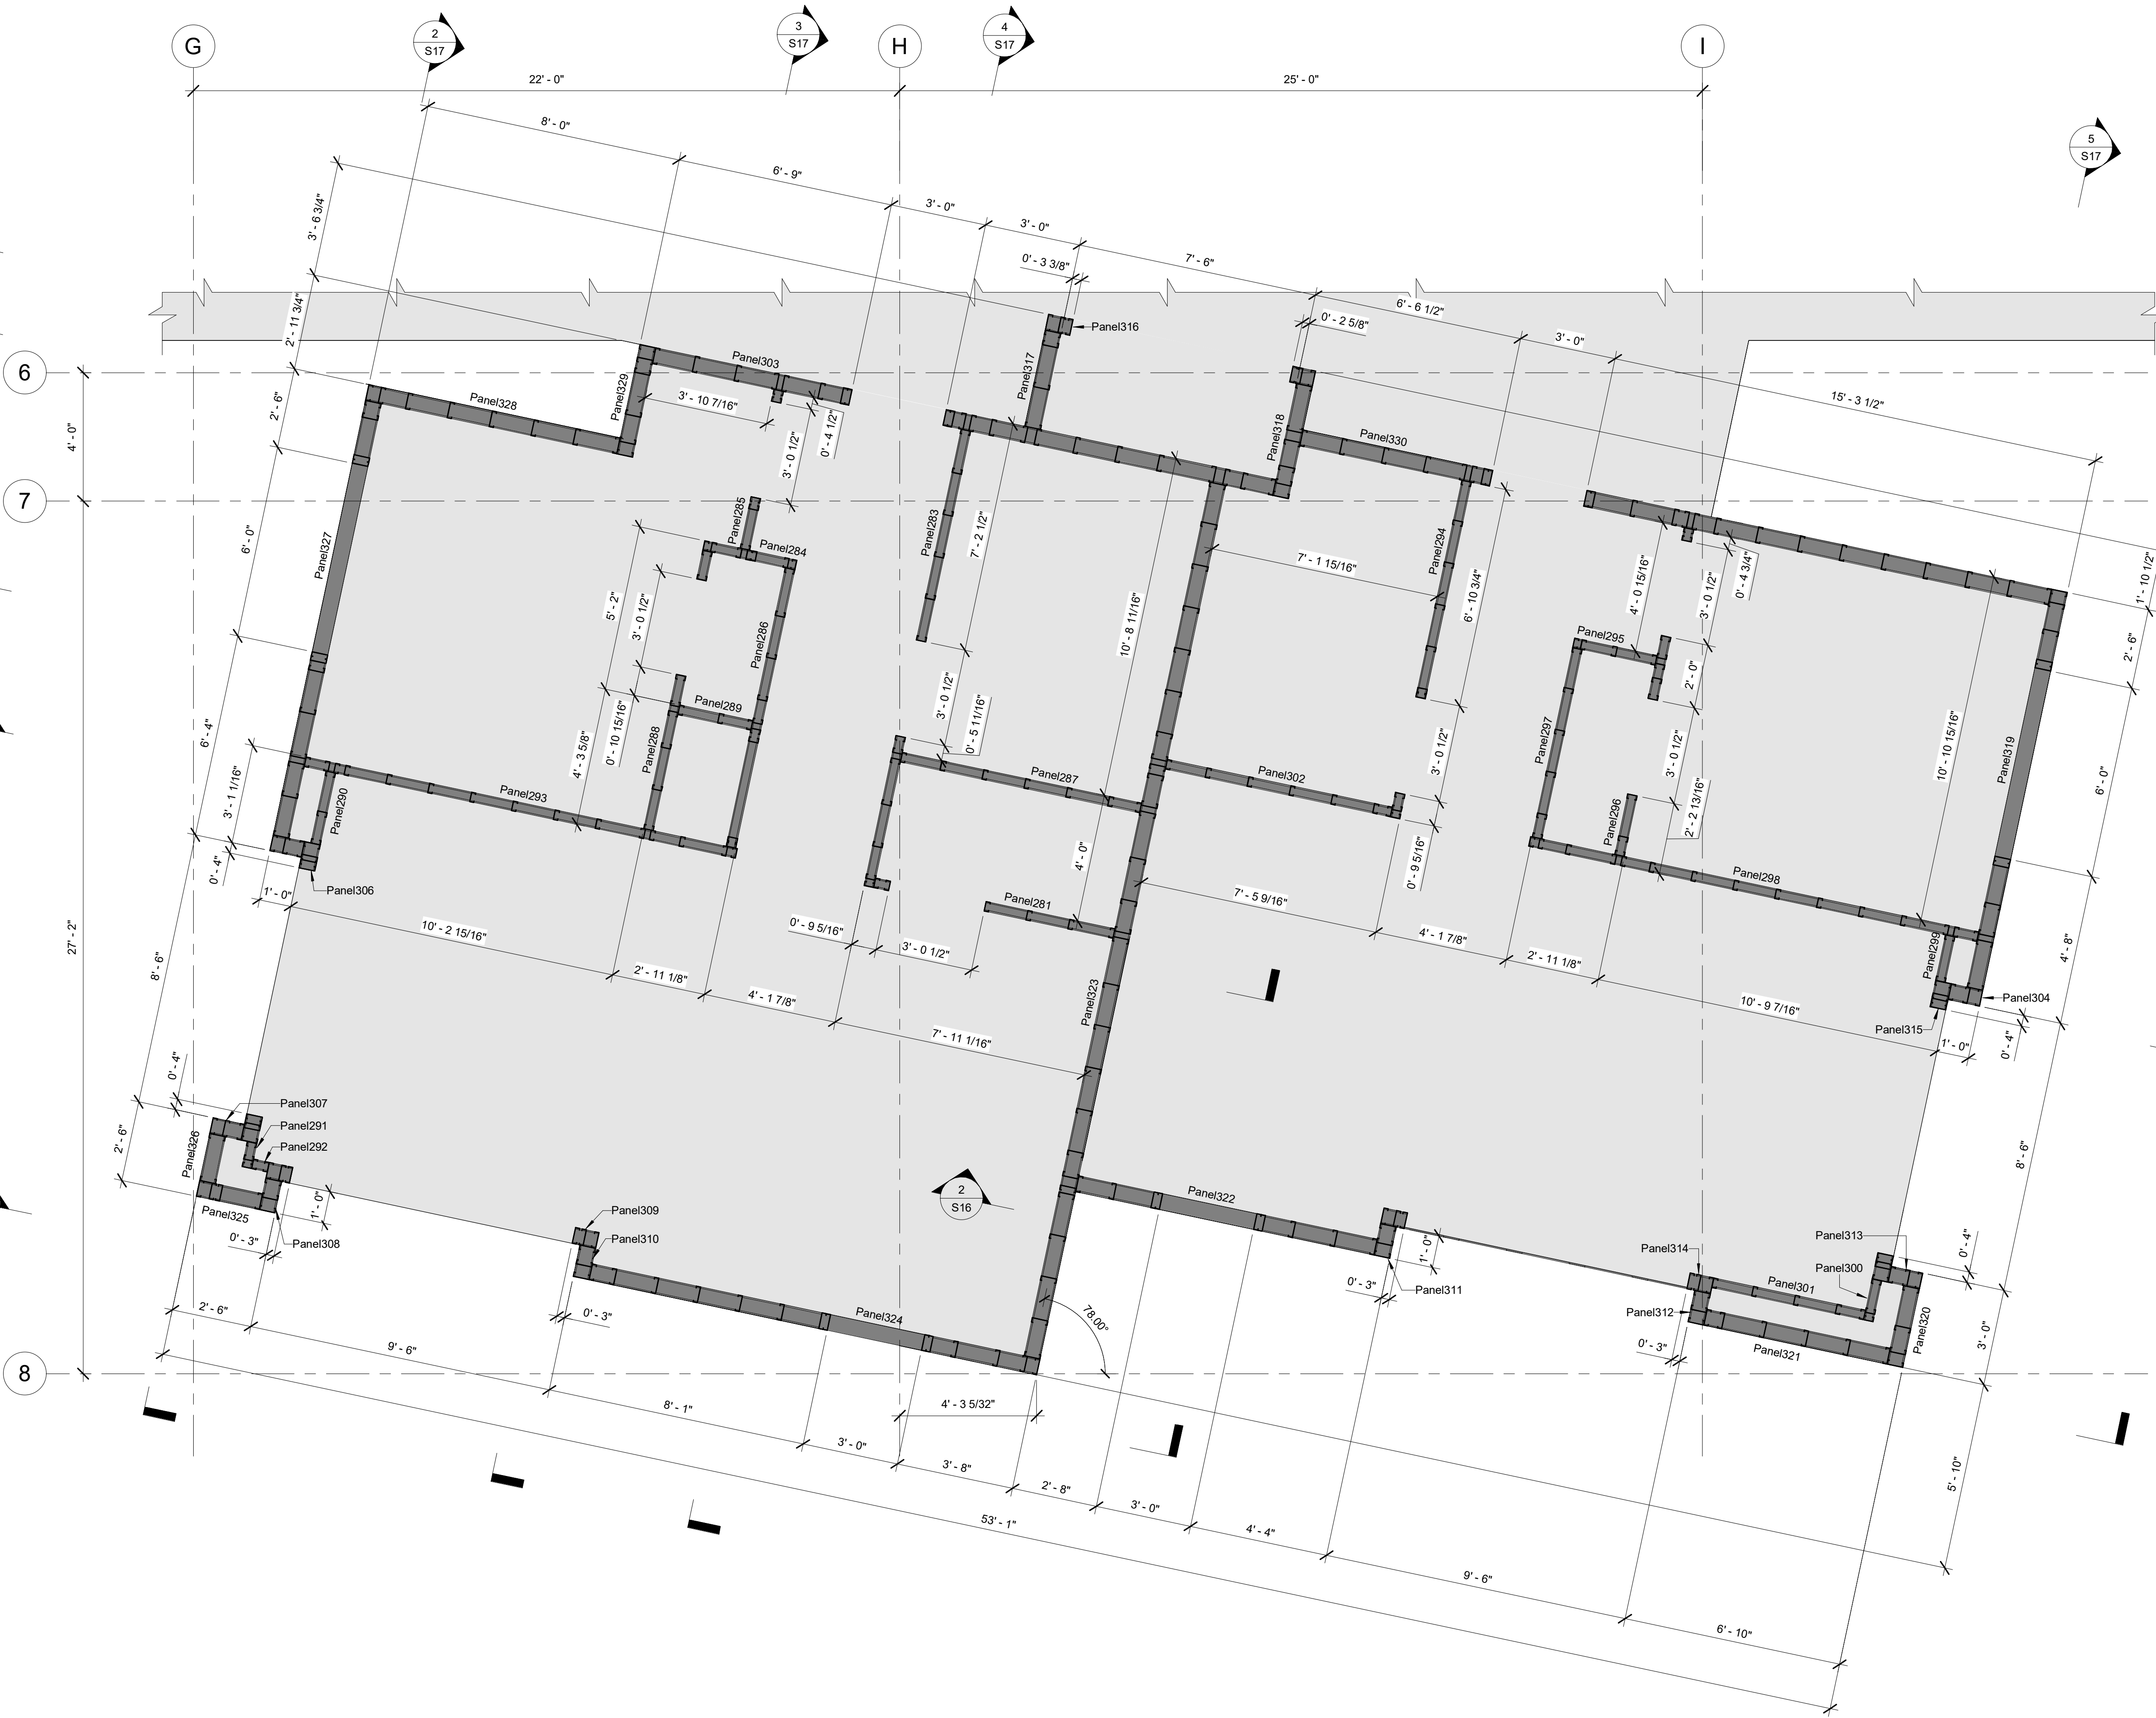 G
2
S17
3
S17
H
4
S17
I
5
S17
22' - 0"
25' - 0"
8' - 0"
6' - 9"
3' - 0"
3' - 0"
7' - 6"
6' - 6 1/2"
3' - 0"
15' - 3 1/2"
3' - 6 3/4"
2' - 11 3/4"
2' - 6"
6' - 0"
6' - 4"
3' - 1 1/16"
0' - 4"
8' - 6"
0' - 4"
2' - 6"
0' - 3 3/8"
0' - 2 5/8"
Panel316
6
4' - 0"
7
27' - 2"
8
Panel303
Panel317
Panel329
Panel328
3' - 10 7/16"
3' - 0 1/2"
0' - 4 1/2"
Panel318
Panel330
Panel327
Panel285
Panel284
Panel283
7' - 2 1/2"
10' - 8 11/16"
7' - 1 15/16"
Panel294
6' - 10 3/4"
4' - 0 15/16"
3' - 0 1/2"
0' - 4 3/4"
1' - 10 1/2"
2' - 6"
5' - 2"
3' - 0 1/2"
Panel286
Panel295
2' - 0"
Panel289
0' - 10 15/16"
4' - 3 5/8"
Panel288
3' - 0 1/2"
0' - 5 11/16"
3' - 0 1/2"
Panel297
3' - 0 1/2"
10' - 10 15/16"
Panel319
6' - 0"
Panel287
Panel302
Panel293
Panel290
Panel296
2' - 2 13/16"
4' - 0"
0' - 9 5/16"
Panel298
Panel306
1' - 0"
10' - 2 15/16"
0' - 9 5/16"
3' - 0 1/2"
Panel281
7' - 5 9/16"
4' - 1 7/8"
2' - 11 1/8"
Panel299
4' - 8"
2' - 11 1/8"
4' - 1 7/8"
7' - 11 1/16"
Panel323
10' - 9 7/16"
Panel304
Panel315
1' - 0"
0' - 4"
Panel307
Panel291
Panel292
Panel326
Panel325
Panel308
1' - 0"
0' - 3"
2
S16
Panel322
8' - 6"
Panel309
Panel310
Panel311
1' - 0"
0' - 3"
Panel314
Panel313
Panel300
Panel301
0' - 4"
Panel312
Panel320
Panel321
0' - 3"
3' - 0"
Panel324
78.00°
0' - 3"
2' - 6"
9' - 6"
8' - 1"
3' - 0"
4' - 3 5/32"
3' - 8"
2' - 8"
3' - 0"
4' - 4"
9' - 6"
6' - 10"
5' - 10"
53' - 1"